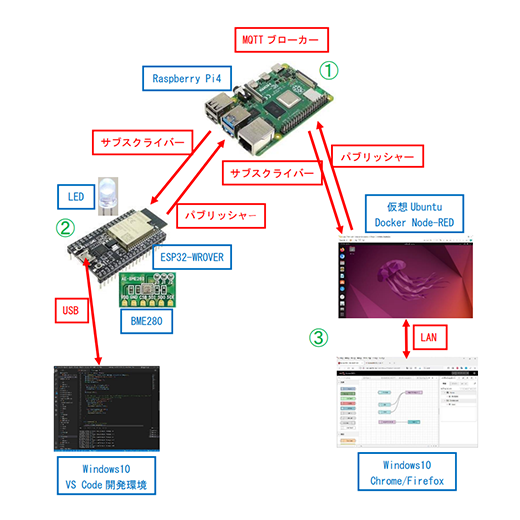 MQTT ブローカー
①
Raspberry Pi4
サブスクライバー
パブリッシャー
サブスクライバー
LED
パブリッシャー
仮想 Ubuntu
Docker Node-RED
②
ESP32-WROVER
USB
BME280
③
LAN
Windows10
VS Code 開発環境
Windows10
Chrome/Firefox